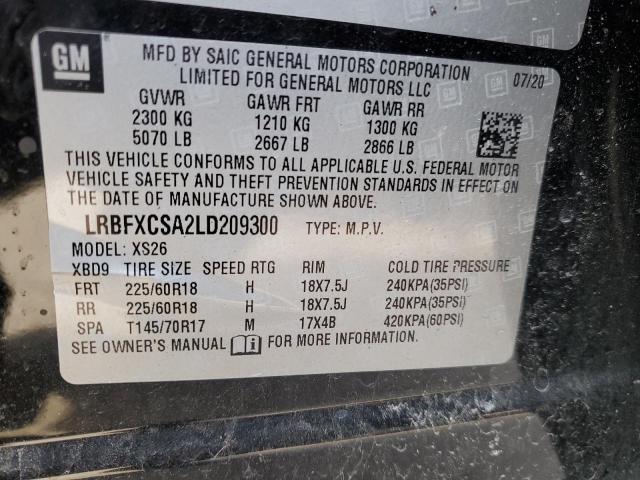 GM
MFD BY SAIC GENERAL MOTORS CORPORATION
LIMITED FOR GENERAL MOTORS LLC
07/20
GVWR GAWR FRT GAWR RR
2300 KG 1210 KG 1300 KG
5070 LB 2667 LB 2866 LB
THIS VEHICLE CONFORMS TO ALL APPLICABLE U.S. FEDERAL MOTOR
VEHICLE SAFETY AND THEFT PREVENTION STANDARDS IN EFFECT ON
THE DATE OF MANUFACTURE SHOWN ABOVE.
LRBFXCSA2LD209300 TYPE: M.P.V.
MODEL: XS26
XBD9 TIRE SIZE SPEED RTG RIM COLD TIRE PRESSURE
FRT 225/60R18 H 18X7.5J 240KPA(35PSI)
RR 225/60R18 H 18X7.5J 240KPA(35PSI)
SPA T145/70R17 M 17X4B 420KPA(60PSI)
SEE OWNER'S MANUAL FOR MORE INFORMATION.